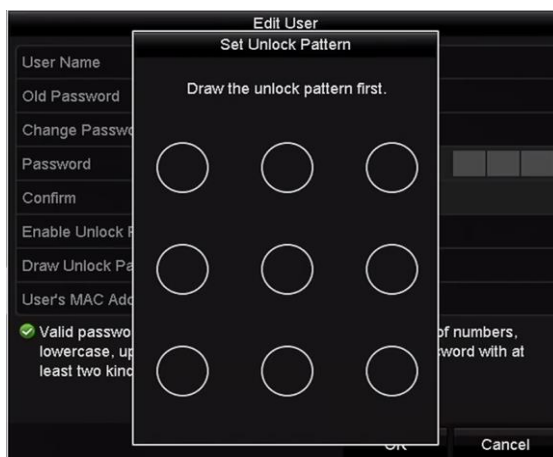 Edit User
Set Unlock Pattern
Draw the unlock pattern first.
User Name
Old Password
Change Passwo
Password
Confirm
Enable Unlock
Draw Unlock Pa
User's MAC Add
Valid passwo of numbers,
lowercase, up word with at
least two kind
OK Cancel